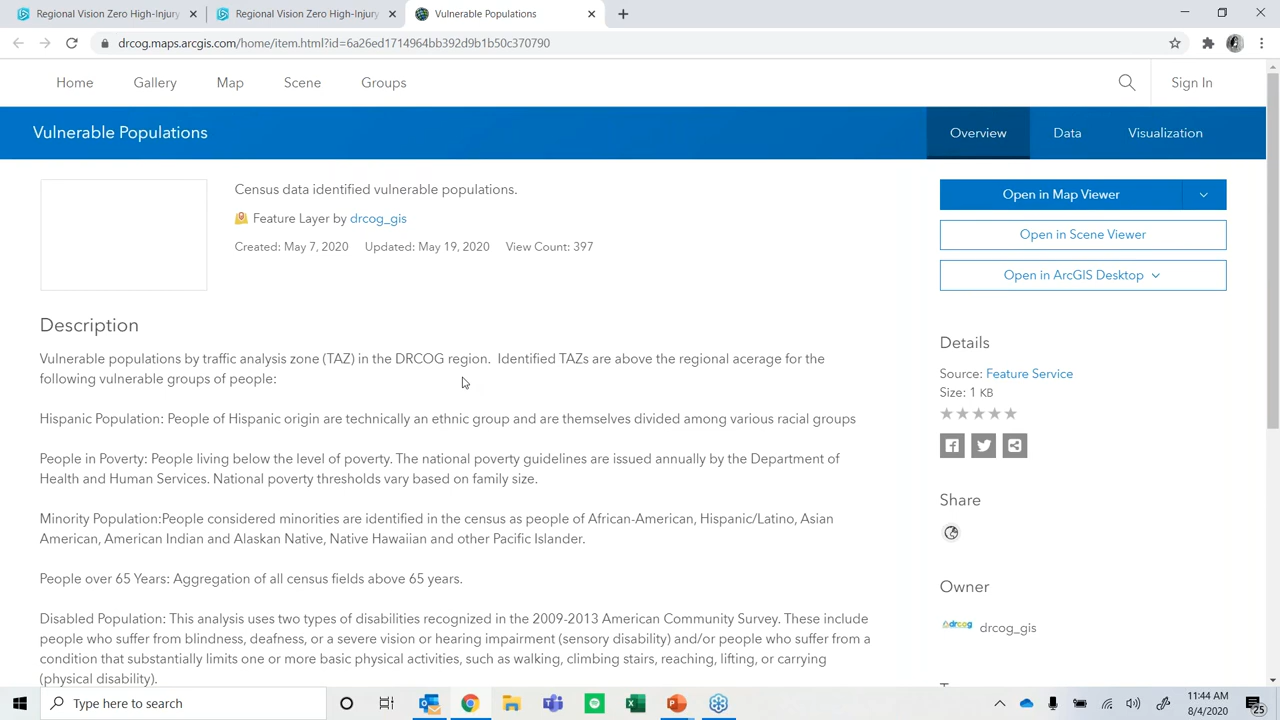 Regional Vision Zero High-Injury
Regional Vision Zero High-Injury
Vulnerable Populations
drcog.maps.arcgis.com/home/item.html?id=6a26ed1714964bb392d9b1b50c370790
Home
Gallery
Map
Scene
Groups
Sign In
Vulnerable Populations
Overview
Data
Visualization
Census data identified vulnerable populations.
Feature Layer by drcog_gis
Created: May 7, 2020 Updated: May 19, 2020 View Count: 397
Open in Map Viewer
Open in Scene Viewer
Open in ArcGIS Desktop
Description
Vulnerable populations by traffic analysis zone (TAZ) in the DRCOG region. Identified TAZs are above the regional acerage for the
following vulnerable groups of people:
Hispanic Population: People of Hispanic origin are technically an ethnic group and are themselves divided among various racial groups
People in Poverty: People living below the level of poverty. The national poverty guidelines are issued annually by the Department of
Health and Human Services. National poverty thresholds vary based on family size.
Minority Population:People considered minorities are identified in the census as people of African-American, Hispanic/Latino, Asian
American, American Indian and Alaskan Native, Native Hawaiian and other Pacific Islander.
People over 65 Years: Aggregation of all census fields above 65 years.
Disabled Population: This analysis uses two types of disabilities recognized in the 2009-2013 American Community Survey. These include
people who suffer from blindness, deafness, or a severe vision or hearing impairment (sensory disability) and/or people who suffer from a
condition that substantially limits one or more basic physical activities, such as walking, climbing stairs, reaching, lifting, or carrying
(physical disability).
Details
Source: Feature Service
Size: 1 KB
Share
Owner
drcog
drcog_gis
Type here to search
11:44 AM
8/4/2020
25